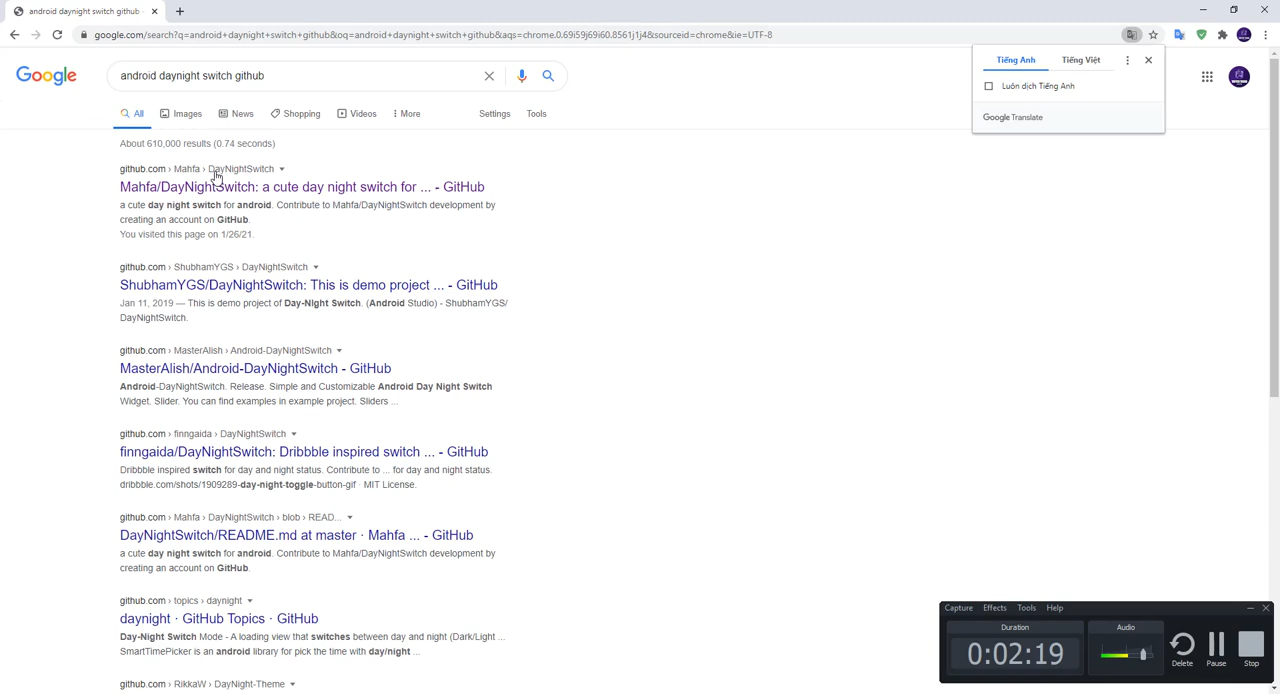 android daynight switch github
google.com/search?q=android+daynight+switch+github&oq=android+daynight+switch+github&aqs=chrome.0.69i59j69i60.8561j1j4&sourceid=chrome&ie=UTF-8
Tiếng Anh Tiếng Việt
Luôn dịch Tiếng Anh
Google Translate
Google
android daynight switch github
All Images News Shopping Videos More Settings Tools
About 610,000 results (0.74 seconds)
github.com › Mahfa › DayNightSwitch
Mahfa/DayNightSwitch: a cute day night switch for ... - GitHub
a cute day night switch for android. Contribute to Mahfa/DayNightSwitch development by
creating an account on GitHub.
You visited this page on 1/26/21.
github.com › ShubhamYGS › DayNightSwitch
ShubhamYGS/DayNightSwitch: This is demo project ... - GitHub
Jan 11, 2019 — This is demo project of Day-Night Switch. (Android Studio) - ShubhamYGS/
DayNightSwitch.
github.com › MasterAlish › Android-DayNightSwitch
MasterAlish/Android-DayNightSwitch - GitHub
Android-DayNightSwitch. Release. Simple and Customizable Android Day Night Switch
Widget. Slider. You can find examples in example project. Sliders ...
github.com › finngaida › DayNightSwitch
finngaida/DayNightSwitch: Dribbble inspired switch ... - GitHub
Dribbble inspired switch for day and night status. Contribute to ... for day and night status.
dribbble.com/shots/1909289-day-night-toggle-button-gif · MIT License.
github.com › Mahfa › DayNightSwitch › blob › READ...
DayNightSwitch/README.md at master · Mahfa ... - GitHub
a cute day night switch for android. Contribute to Mahfa/DayNightSwitch development by
creating an account on GitHub.
github.com › topics › daynight
daynight · GitHub Topics · GitHub
Day-Night Switch Mode - A loading view that switches between day and night (Dark/Light ...
SmartTimePicker is an android library for pick the time with day/night ...
github.com › RikkaW › DayNight-Theme
Capture Effects Tools Help
Duration Audio
0:02:19
Delete Pause Stop